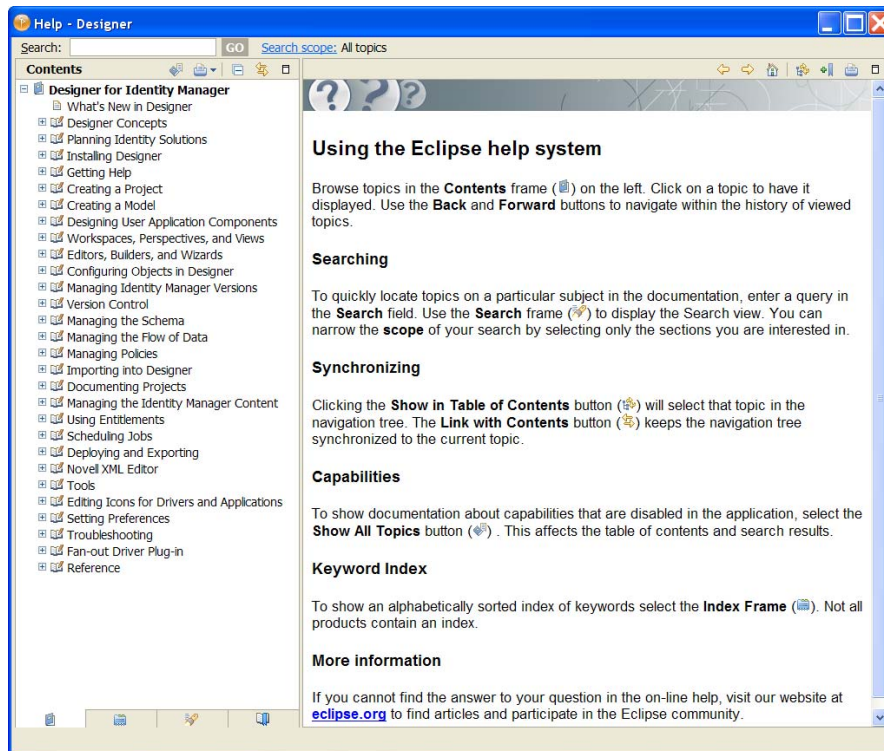 Help - Designer
Search:
GO
Search scope: All topics
Contents
Designer for Identity Manager
What's New in Designer
Designer Concepts
Planning Identity Solutions
Installing Designer
Getting Help
Creating a Project
Creating a Model
Designing User Application Components
Workspaces, Perspectives, and Views
Editors, Builders, and Wizards
Configuring Objects in Designer
Managing Identity Manager Versions
Version Control
Managing the Schema
Managing the Flow of Data
Managing Policies
Importing into Designer
Documenting Projects
Managing the Identity Manager Content
Using Entitlements
Scheduling Jobs
Deploying and Exporting
Novell XML Editor
Tools
Editing Icons for Drivers and Applications
Setting Preferences
Troubleshooting
Fan-out Driver Plug-in
Reference
Using the Eclipse help system
Browse topics in the Contents frame ( ) on the left. Click on a topic to have it
displayed. Use the Back and Forward buttons to navigate within the history of viewed
topics.
Searching
To quickly locate topics on a particular subject in the documentation, enter a query in
the Search field. Use the Search frame ( ) to display the Search view. You can
narrow the scope of your search by selecting only the sections you are interested in.
Synchronizing
Clicking the Show in Table of Contents button ( ) will select that topic in the
navigation tree. The Link with Contents button ( ) keeps the navigation tree
synchronized to the current topic.
Capabilities
To show documentation about capabilities that are disabled in the application, select the
Show All Topics button ( ) . This affects the table of contents and search results.
Keyword Index
To show an alphabetically sorted index of keywords select the Index Frame ( ). Not all
products contain an index.
More information
If you cannot find the answer to your question in the on-line help, visit our website at
eclipse.org to find articles and participate in the Eclipse community.